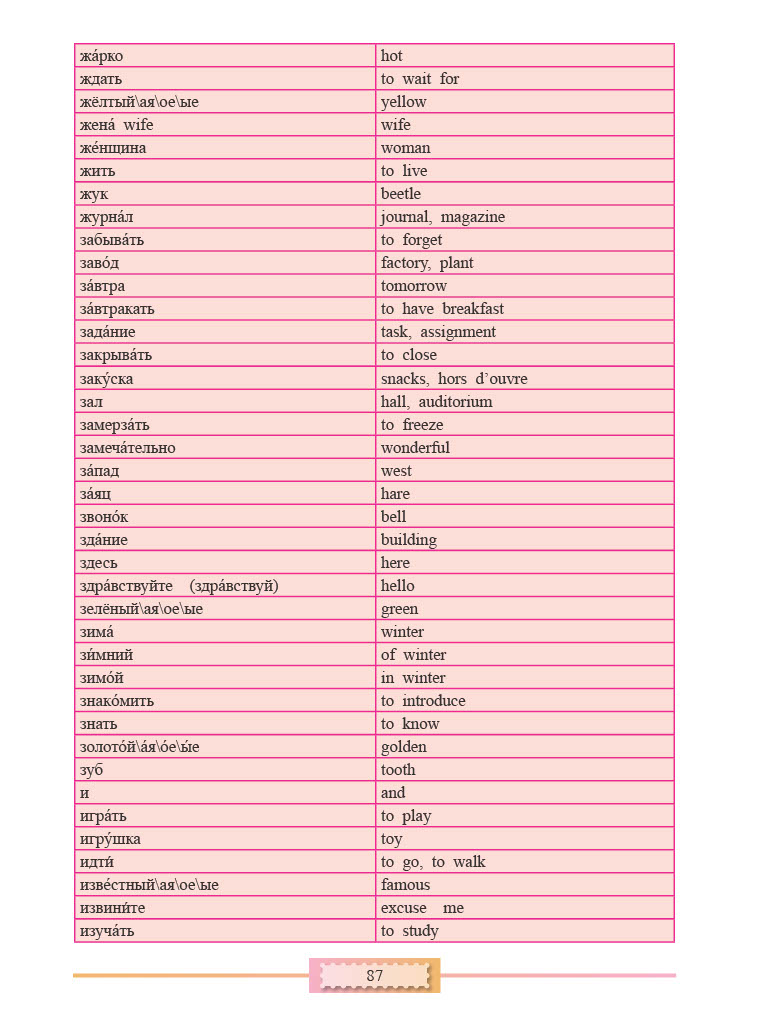 жа́рко hot
ждать to wait for
жёлтый\ая\ое\ые yellow
жена́ wife wife
же́нщина woman
жить to live
жук beetle
журна́л journal, magazine
забыва́ть to forget
заво́д factory, plant
за́втра tomorrow
за́втракать to have breakfast
зада́ние task, assignment
закрыва́ть to close
заку́ска snacks, hors d’ouvre
зал hall, auditorium
замерза́ть to freeze
замеча́тельно wonderful
за́пад west
за́яц hare
звоно́к bell
зда́ние building
здесь here
здра́вствуйте (здра́вствуй) hello
зелёный\ая\ое\ые green
зима́ winter
зи́мний of winter
зимо́й in winter
знако́мить to introduce
знать to know
золото́й\а́я\о́е\ы́е golden
зуб tooth
и and
игра́ть to play
игру́шка toy
идти́ to go, to walk
изве́стный\ая\ое\ые famous
извини́те excuse me
изуча́ть to study
87